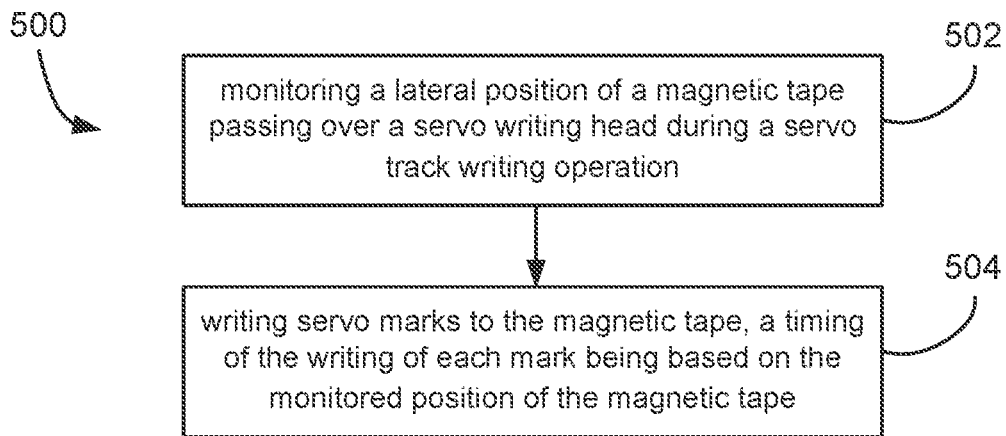 500
502
monitoring a lateral position of a magnetic tape
passing over a servo writing head during a servo
track writing operation
504
writing servo marks to the magnetic tape, a timing
of the writing of each mark being based on the
monitored position of the magnetic tape